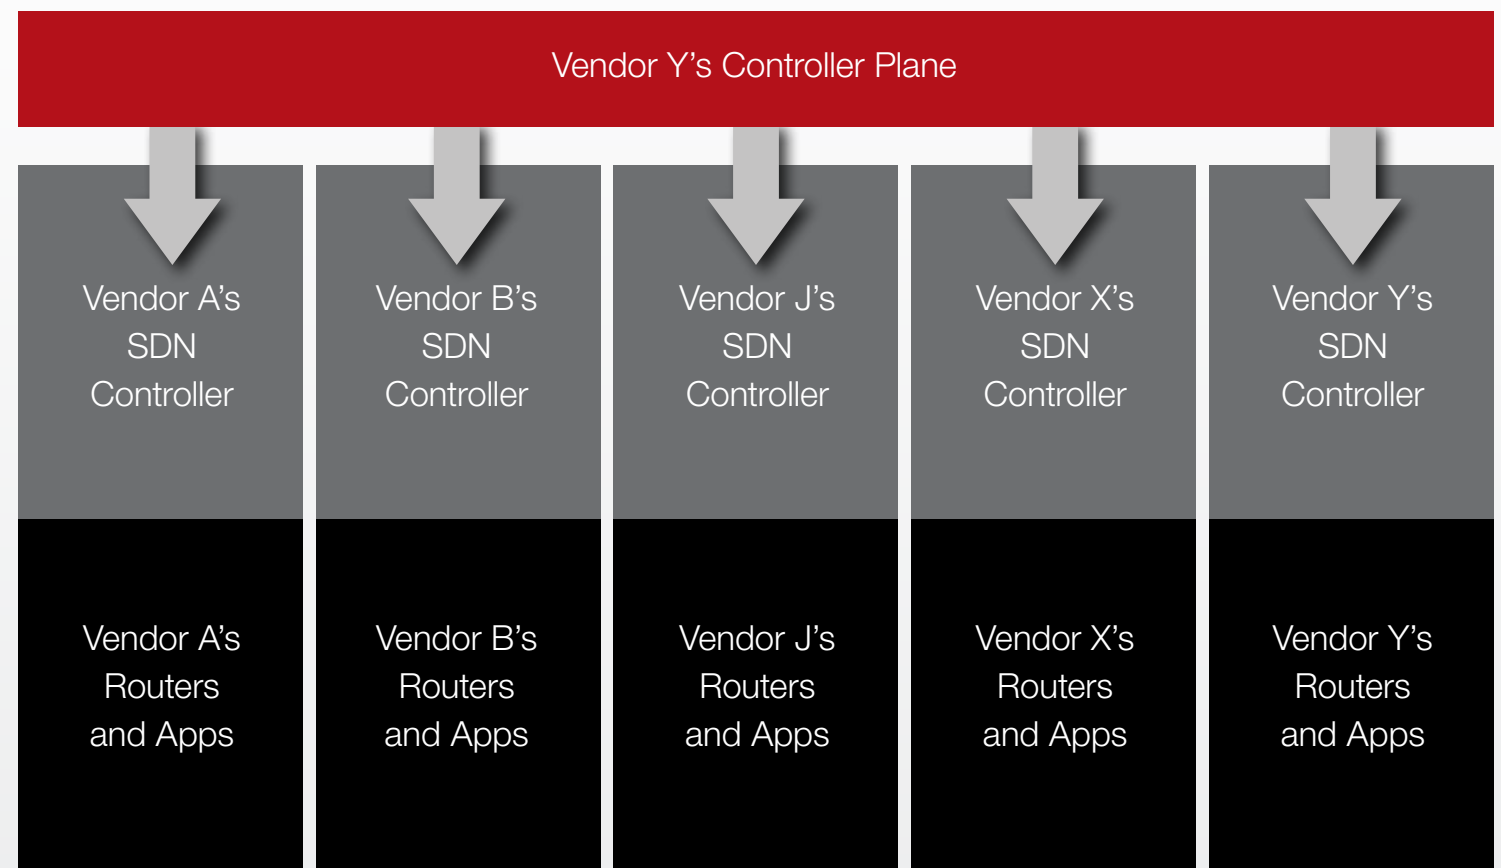 Vendor Y’s Controller Plane
Vendor A’s
SDN
Controller
Vendor B’s
SDN
Controller
Vendor J’s
SDN
Controller
Vendor X’s
SDN
Controller
Vendor Y’s
SDN
Controller
Vendor A’s
Routers
and Apps
Vendor B’s
Routers
and Apps
Vendor J’s
Routers
and Apps
Vendor X’s
Routers
and Apps
Vendor Y’s
Routers
and Apps